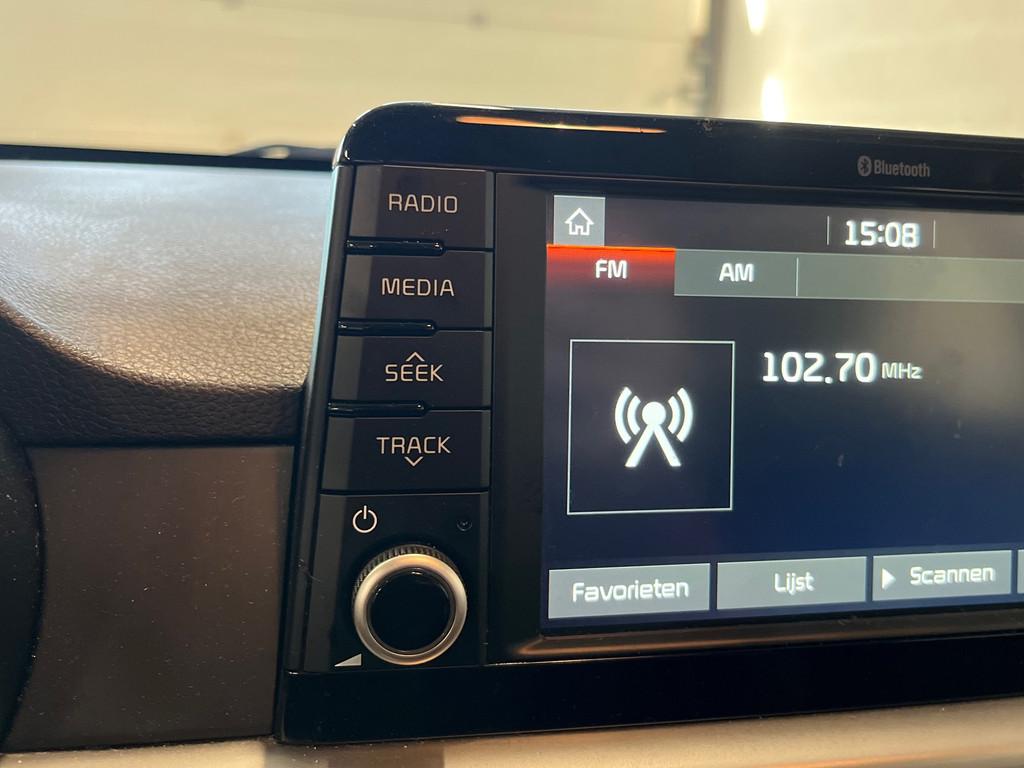 Bluetooth
RADIO
MEDIA
SEEK
TRACK
15:08
FM AM
102.70 MHz
Favorieten Lijst Scannen